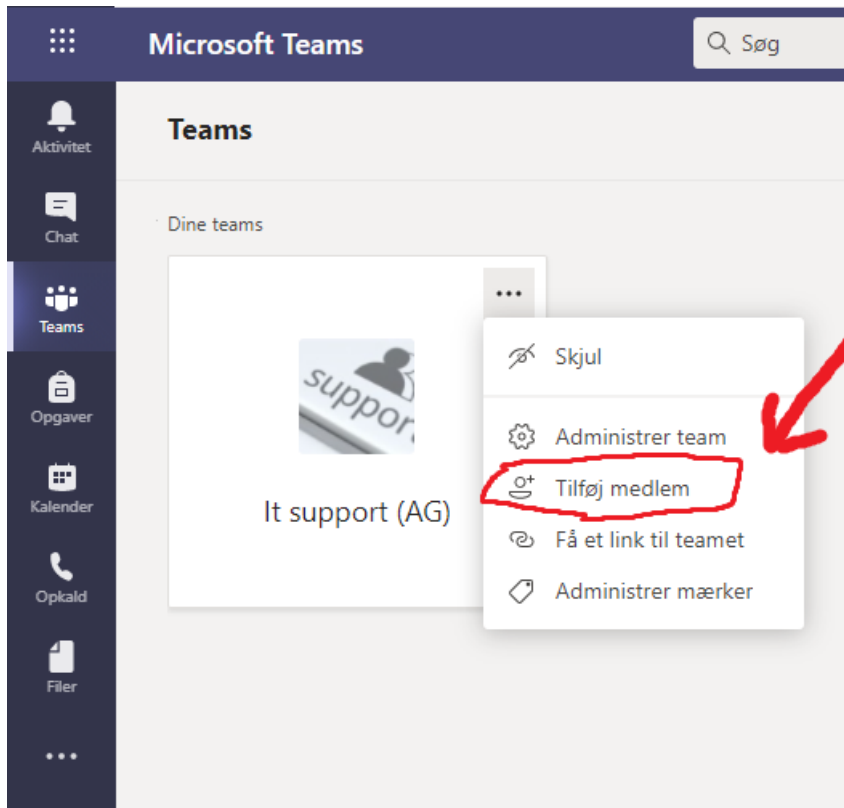 Microsoft Teams
Søg
Aktivitet
Chat
Teams
Opgaver
Kalender
Opkald
Filer
Teams
Dine teams
support
It support (AG)
Skjul
Administrer team
Tilføj medlem
Få et link til teamet
Administrer mærker